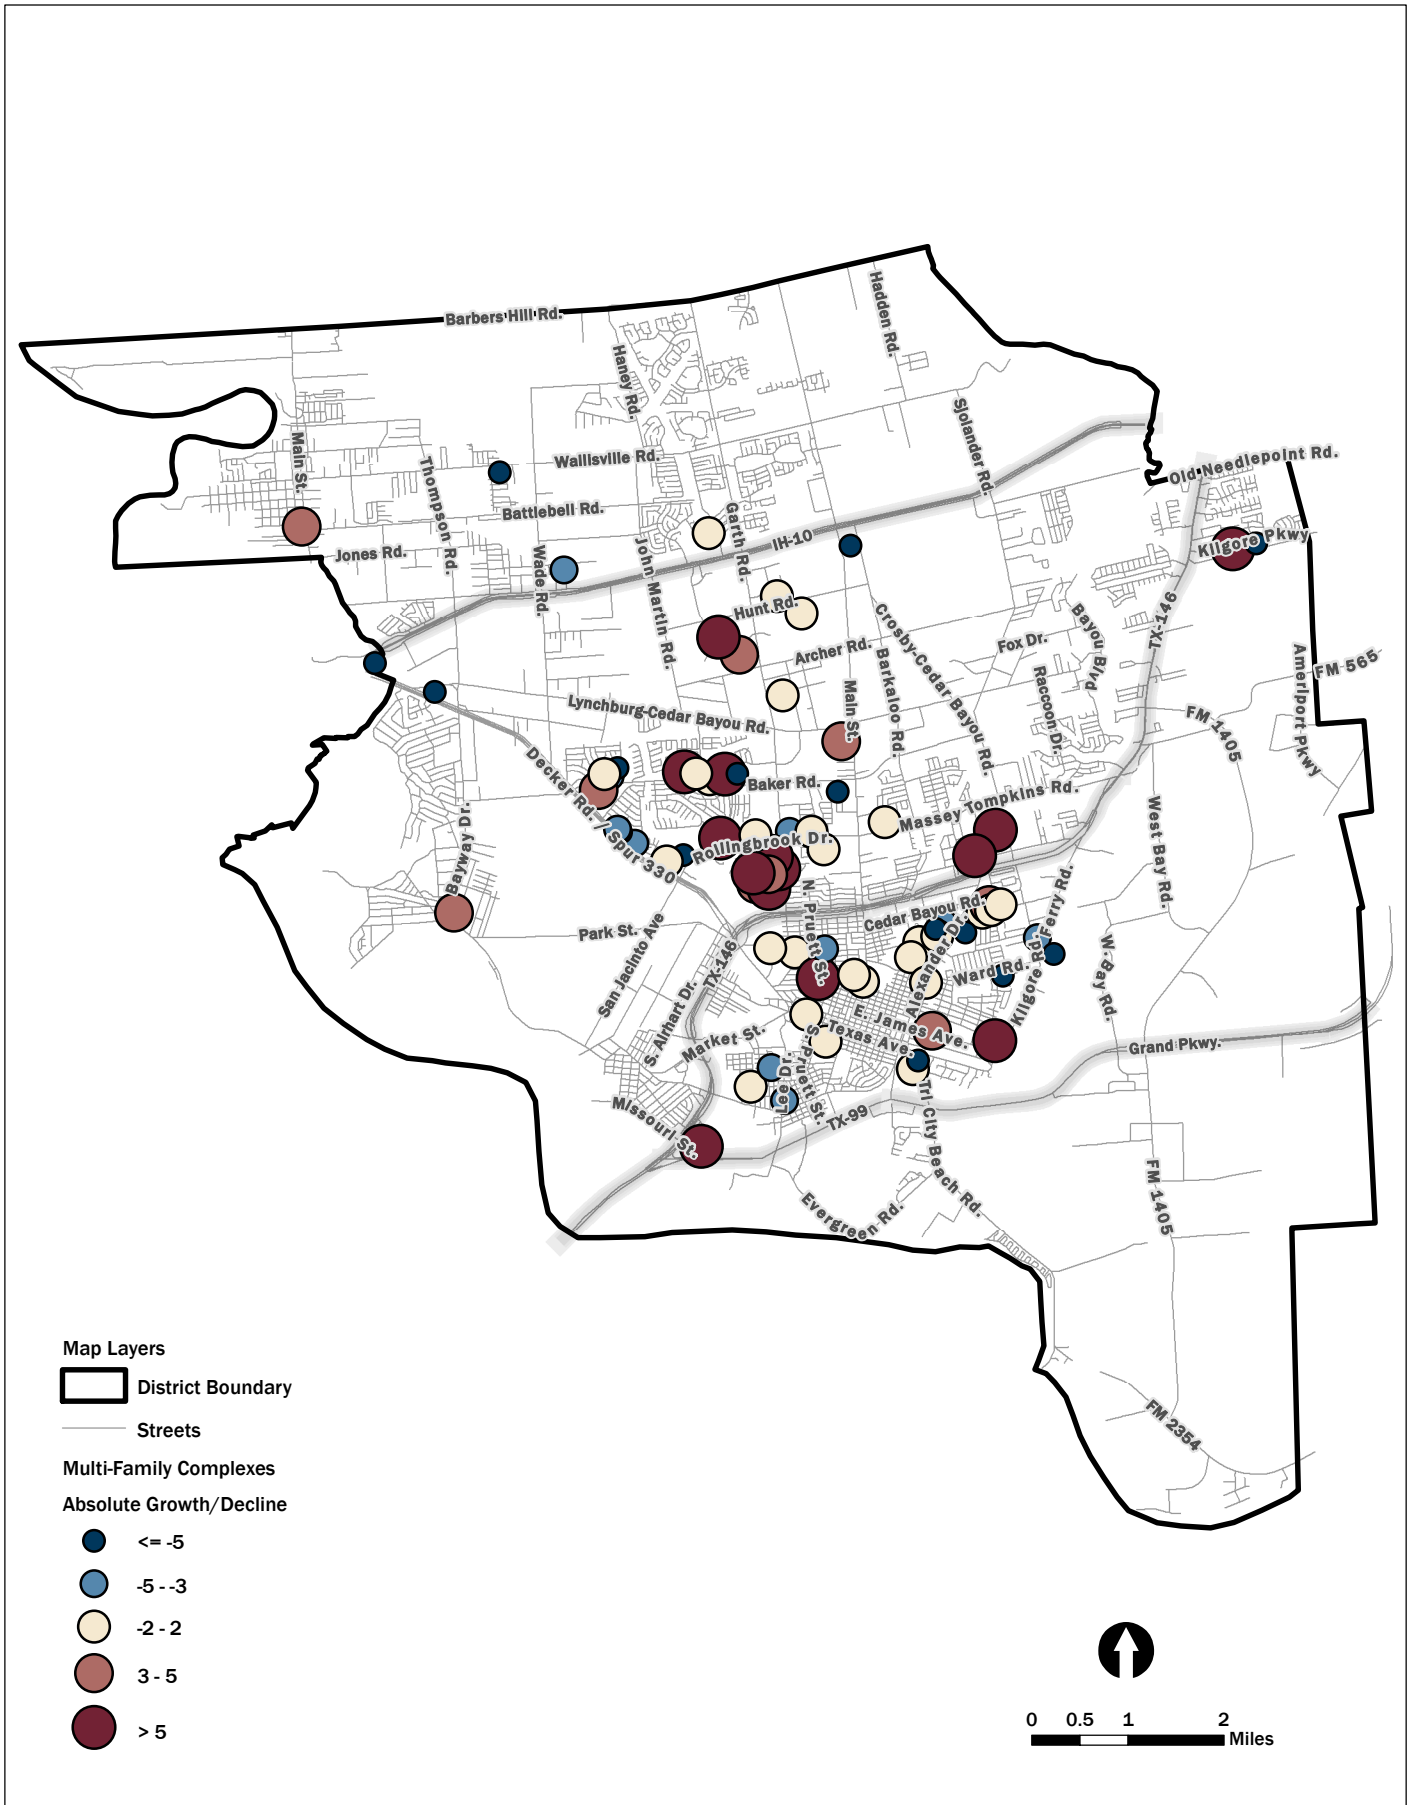 Barbers Hill Rd.
Hadden Rd.
Haney Rd.
Sjolander Rd.
Main St.
Thompson Rd.
Wallisville Rd.
Old Needlepoint Rd.
Battlebell Rd.
Garth Rd.
IH-10
Kilgore Pkwy
Jones Rd.
Wade Rd.
John Martin Rd.
Hunt Rd.
Crosby-Cedar Bayou Rd.
Bayou Blvd
TX-146
Fox Dr.
Archer Rd.
Barkaloo Rd.
Raccoon Dr.
Ameriport Pkwy
FM 565
Main St.
Lynchburg-Cedar Bayou Rd.
FM 1405
Decker Rd. / Spur 330
Baker Rd.
Massey Tompkins Rd.
West Bay Rd.
Bayway Dr.
Rollingbrook Dr.
N. Pruett St.
Cedar Bayou Rd.
Kilgore Rd./Ferry Rd.
Park St.
San Jacinto Ave
TX-146
Alexander Dr.
Ward Rd.
W. Bay Rd.
S. Airhart Dr.
E. James Ave.
Texas Ave.
Market St.
Grand Pkwy.
Lee Dr.
S. Pruett St.
Missouri St.
TX-99
Tri City Beach Rd.
Evergreen Rd.
FM 1405
FM 2354
Map Layers
District Boundary
Streets
Multi-Family Complexes
Absolute Growth/Decline
<= -5
-5 - -3
-2 - 2
3 - 5
> 5
0 0.5 1 2
Miles